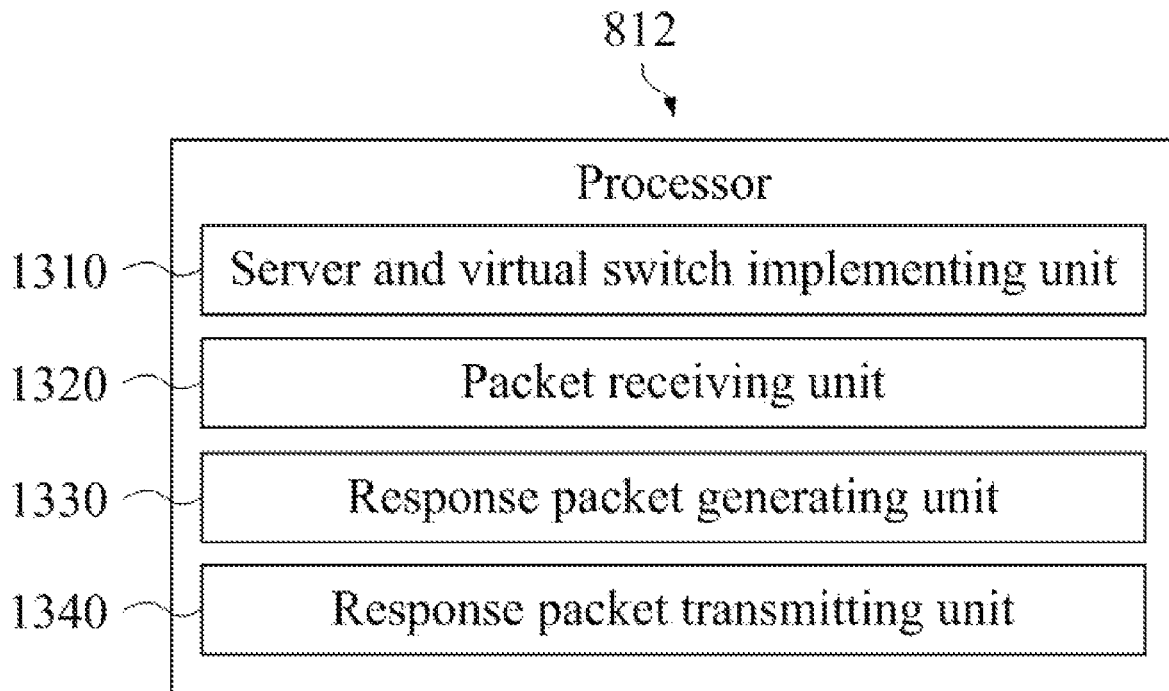 812
Processor
1310 Server and virtual switch implementing unit
1320 Packet receiving unit
1330 Response packet generating unit
1340 Response packet transmitting unit